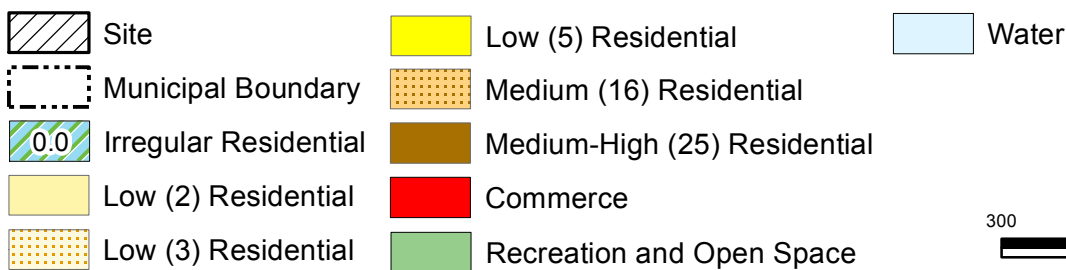 Site
Municipal Boundary
0.0 Irregular Residential
Low (2) Residential
Low (3) Residential
Low (5) Residential
Medium (16) Residential
Medium-High (25) Residential
Commerce
Recreation and Open Space
Water
300